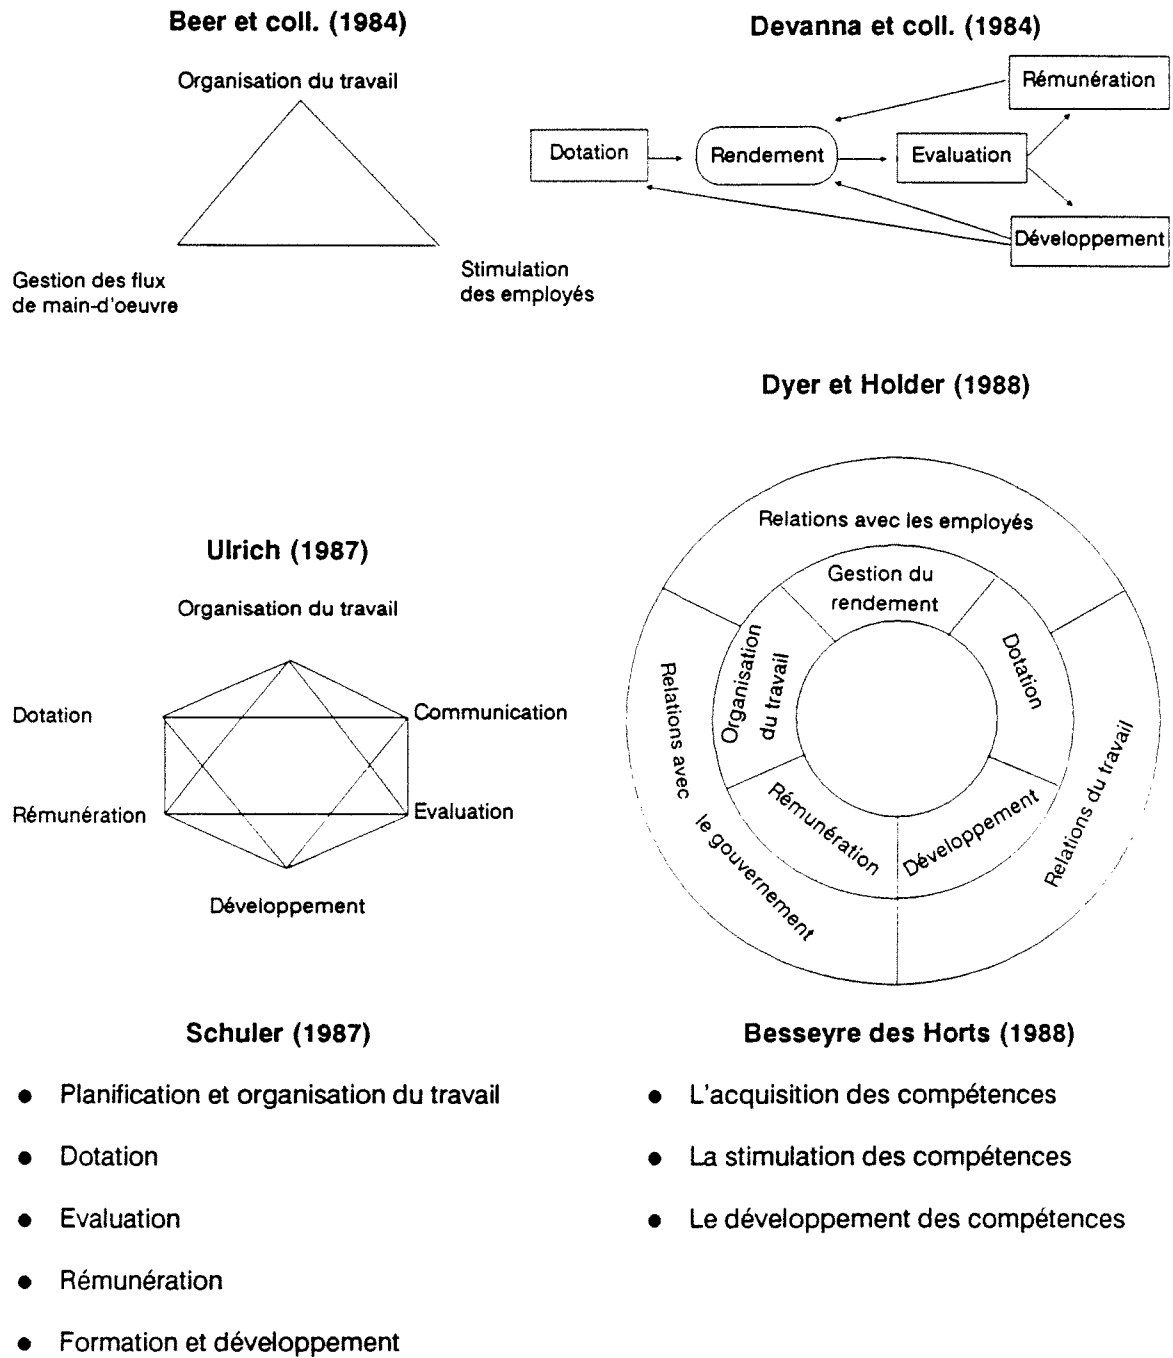 Beer et coll. (1984)
Organisation du travail
Gestion des flux
de main-d'oeuvre
Stimulation
des employés
Devanna et coll. (1984)
Dotation
Rendement
Evaluation
Rémunération
Développement
Ulrich (1987)
Organisation du travail
Dotation
Communication
Rémunération
Evaluation
Développement
Dyer et Holder (1988)
Relations avec les employés
Gestion du
rendement
Organisation
du travail
Dotation
Rémunération
Développement
Relations avec
le gouvernement
Relations du travail
Schuler (1987)
● Planification et organisation du travail
● Dotation
● Evaluation
● Rémunération
● Formation et développement
Besseyre des Horts (1988)
● L'acquisition des compétences
● La stimulation des compétences
● Le développement des compétences